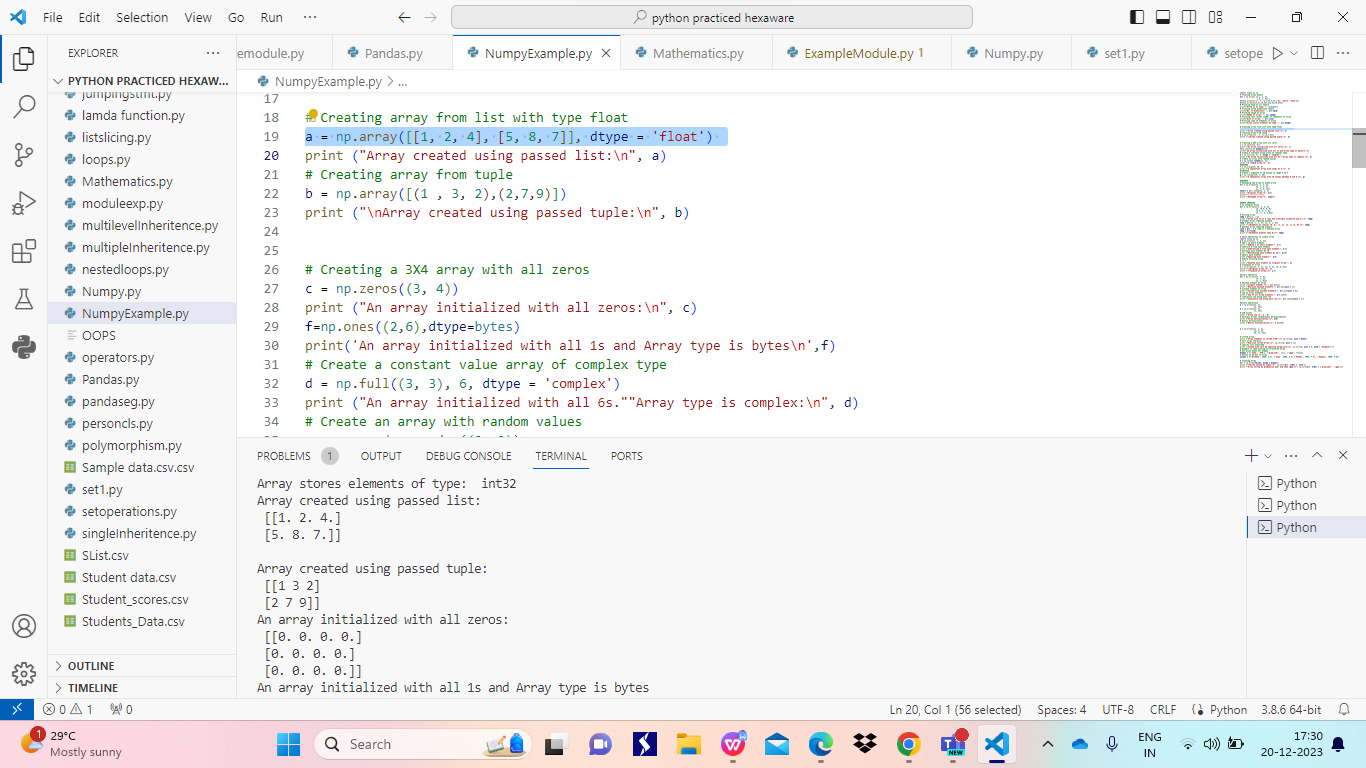 File Edit Selection View Go Run ··· python practiced hexaware
EXPLORER ···
PYTHON PRACTICED HEXAW...
jumpingstmt.py
lamda function.py
listslicing.py
loops.py
Mathematics.py
moduleexp.py
multilevelInheritence.py
multipleInheritence.py
nestedloops.py
Numpy.py
NumpyExample.py
OOPS
operators.py
Pandas.py
pandaseg.py
personcls.py
polymorphism.py
Sample data.csv.csv
set1.py
setoperations.py
singleInheritence.py
SList.csv
Student data.csv
Student_scores.csv
Students_Data.csv
OUTLINE
TIMELINE
emodule.py Pandas.py NumpyExample.py Mathematics.py ExampleModule.py 1 Numpy.py set1.py setope
NumpyExample.py > ...
17
18 # Creating array from list with type float
19 a = np.array([[1, 2, 4], [5, 8, 7]], dtype = 'float')
20 print ("Array created using passed list:\n", a)
21 # Creating array from tuple
22 b = np.array([(1 , 3, 2),(2,7,9)])
23 print ("\nArray created using passed tuple:\n", b)
24
25
26 # Creating a 3X4 array with all zeros
27 c = np.zeros((3, 4))
28 print ("An array initialized with all zeros:\n", c)
29 f=np.ones((2,6),dtype=bytes)
30 print('An array initialized with all 1s and Array type is bytes\n',f)
31 # Create a constant value array of complex type
32 d = np.full((3, 3), 6, dtype = 'complex')
33 print ("An array initialized with all 6s.""Array type is complex:\n", d)
34 # Create an array with random values
PROBLEMS 1 OUTPUT DEBUG CONSOLE TERMINAL PORTS
Array stores elements of type:  int32
Array created using passed list:
[[1. 2. 4.]
[5. 8. 7.]]
Array created using passed tuple:
[[1 3 2]
[2 7 9]]
An array initialized with all zeros:
[[0. 0. 0. 0.]
[0. 0. 0. 0.]
[0. 0. 0. 0.]]
An array initialized with all 1s and Array type is bytes
Python
Python
Python
0 1 0 Ln 20, Col 1 (56 selected) Spaces: 4 UTF-8 CRLF Python 3.8.6 64-bit
1 29°C
Mostly sunny
Search
NEW
ENG
IN
17:30
20-12-2023